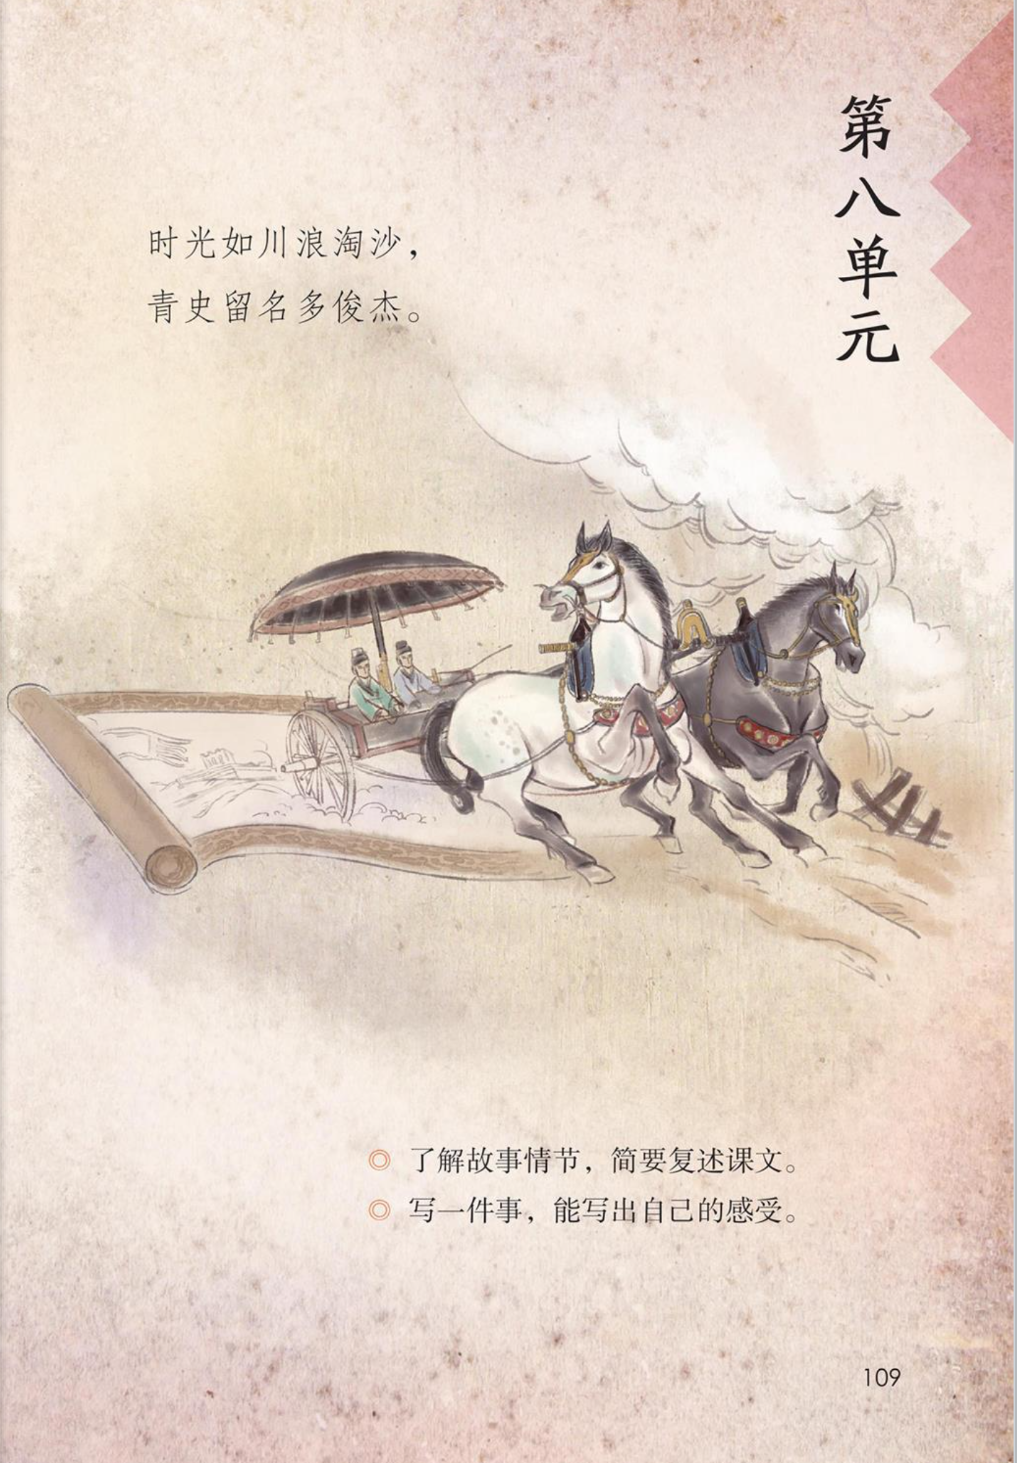 第八单元
时光如川浪淘沙，
青史留名多俊杰。
◎ 了解故事情节，简要复述课文。
◎ 写一件事，能写出自己的感受。
109